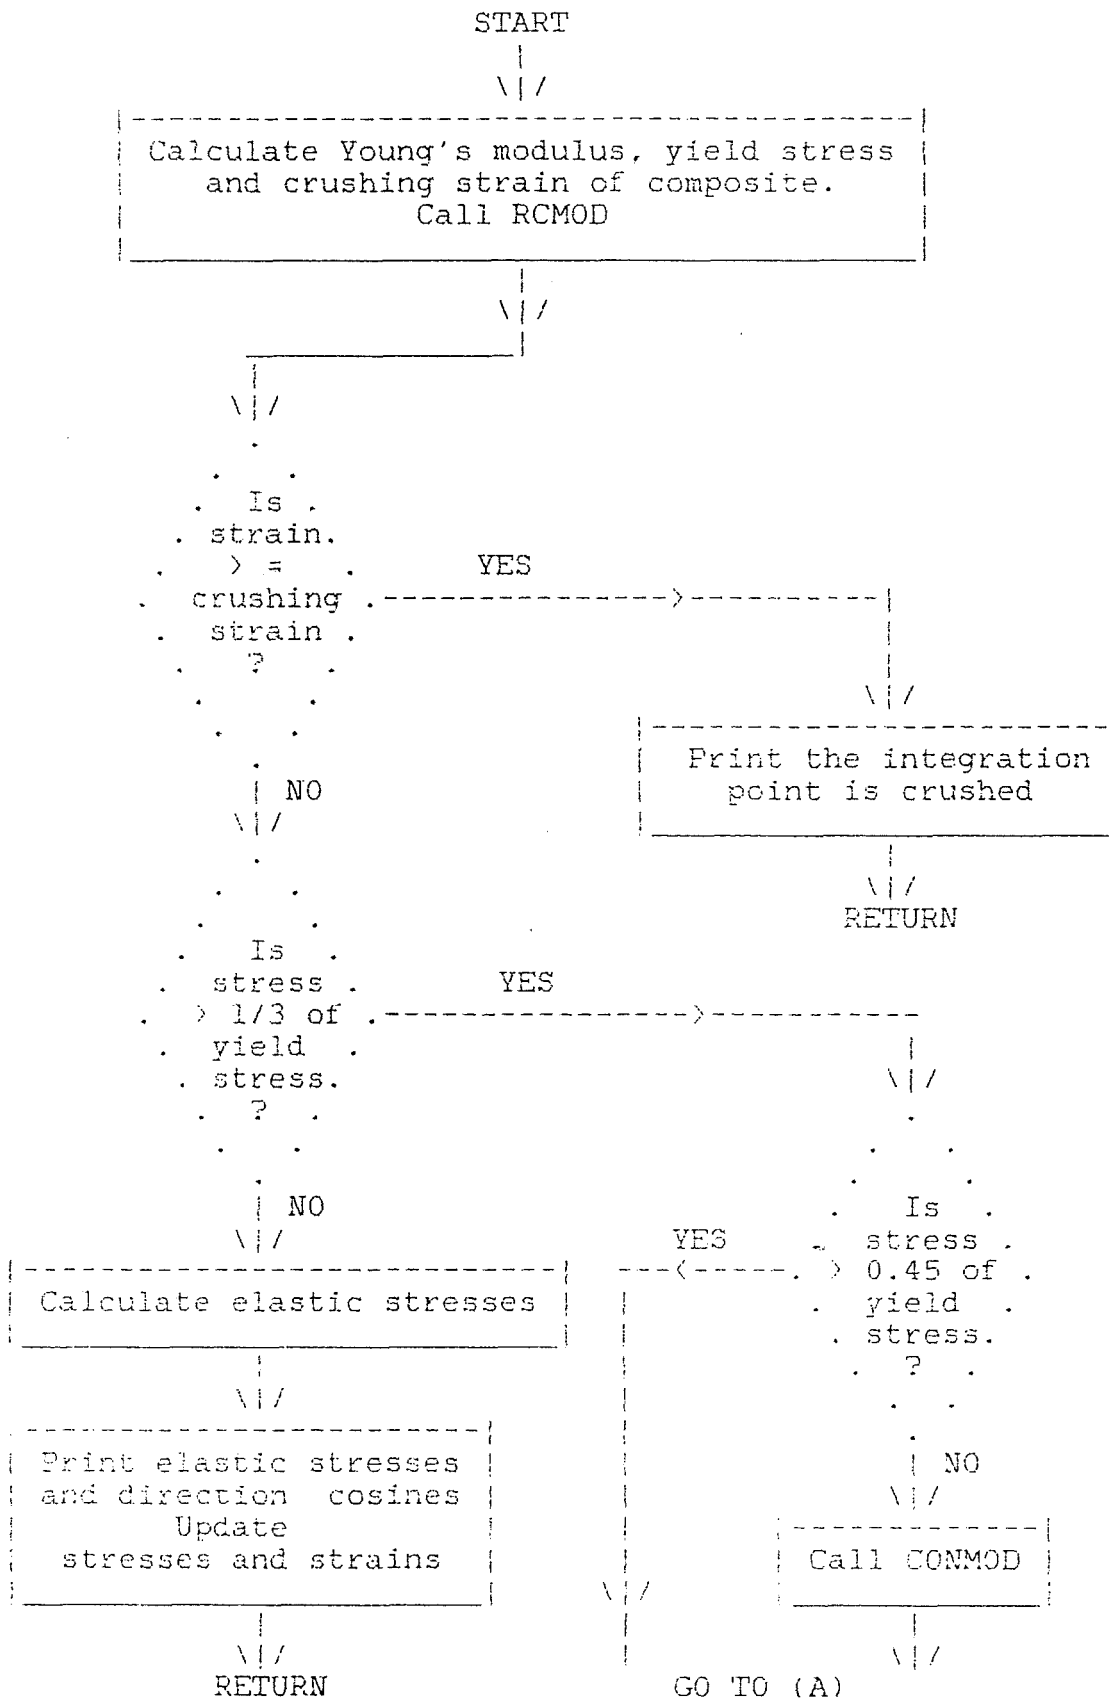 START
Calculate Young's modulus, yield stress
and crushing strain of composite.
Call RCMOD
Is
strain.
> =
crushing
strain
?
YES
NO
Print the integration
point is crushed
RETURN
Is
stress
> 1/3 of
yield
stress.
?
YES
NO
Calculate elastic stresses
Print elastic stresses
and direction cosines
Update
stresses and strains
RETURN
Is
stress
> 0.45 of
yield
stress.
?
YES
NO
Call CONMOD
GO TO (A)